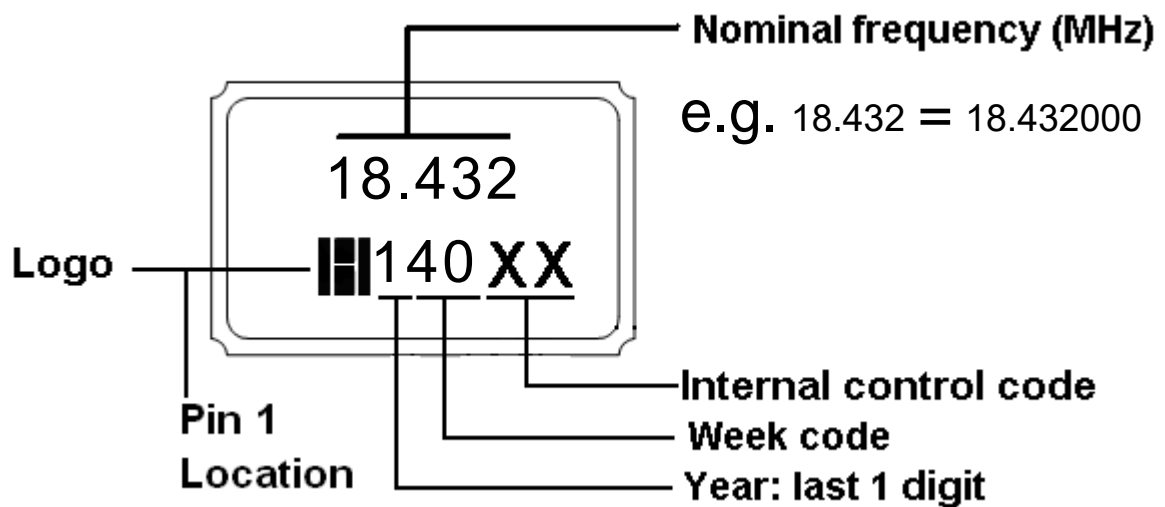 Nominal frequency (MHz)
e.g. 18.432 = 18.432000
18.432
Logo
140 XX
Internal control code
Pin 1
Week code
Location
Year: last 1 digit